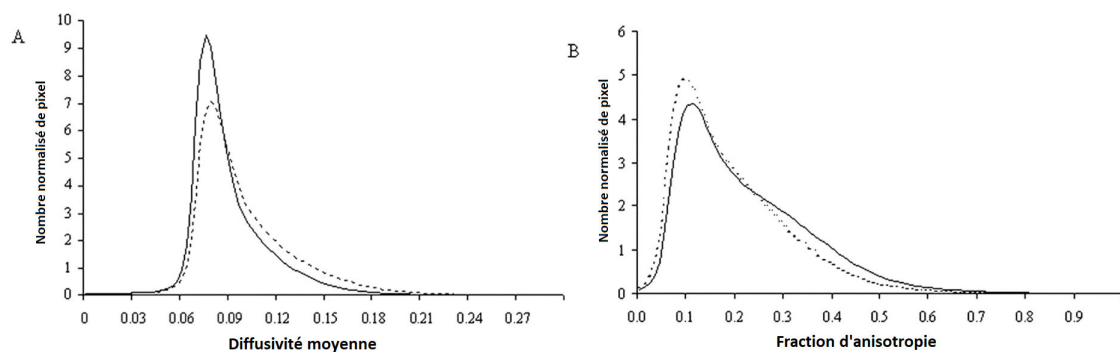 A
Nombre normalisé de pixel
10
9
8
7
6
5
4
3
2
1
0
0 0.03 0.06 0.09 0.12 0.15 0.18 0.21 0.24 0.27
Diffusivité moyenne
B
Nombre normalisé de pixel
6
5
4
3
2
1
0
0.0 0.1 0.2 0.3 0.4 0.5 0.6 0.7 0.8 0.9
Fraction d'anisotropie